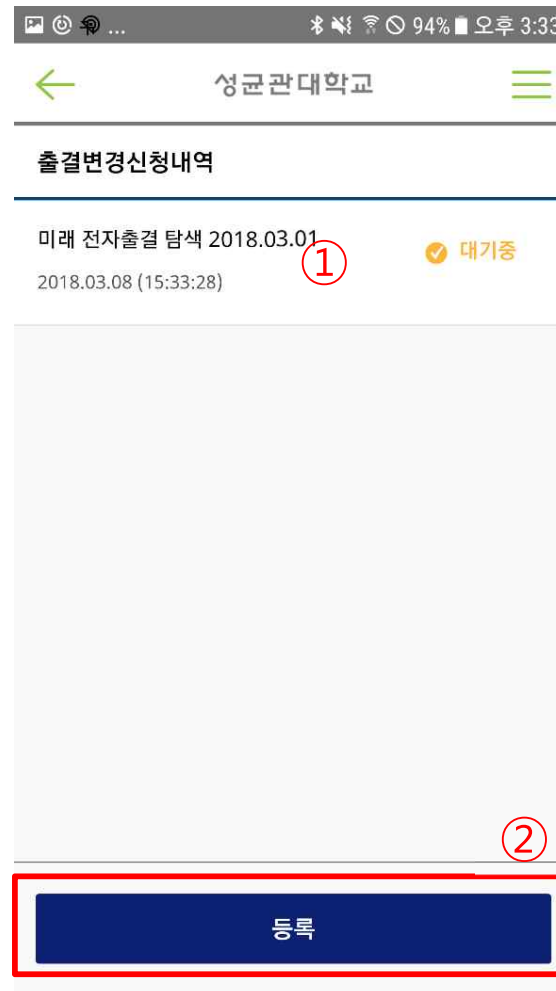 ... 94% 오후 3:33
성균관대학교
출결변경신청내역
미래 전자출결 탐색 2018.03.01
① 대기중
2018.03.08 (15:33:28)
②
등록